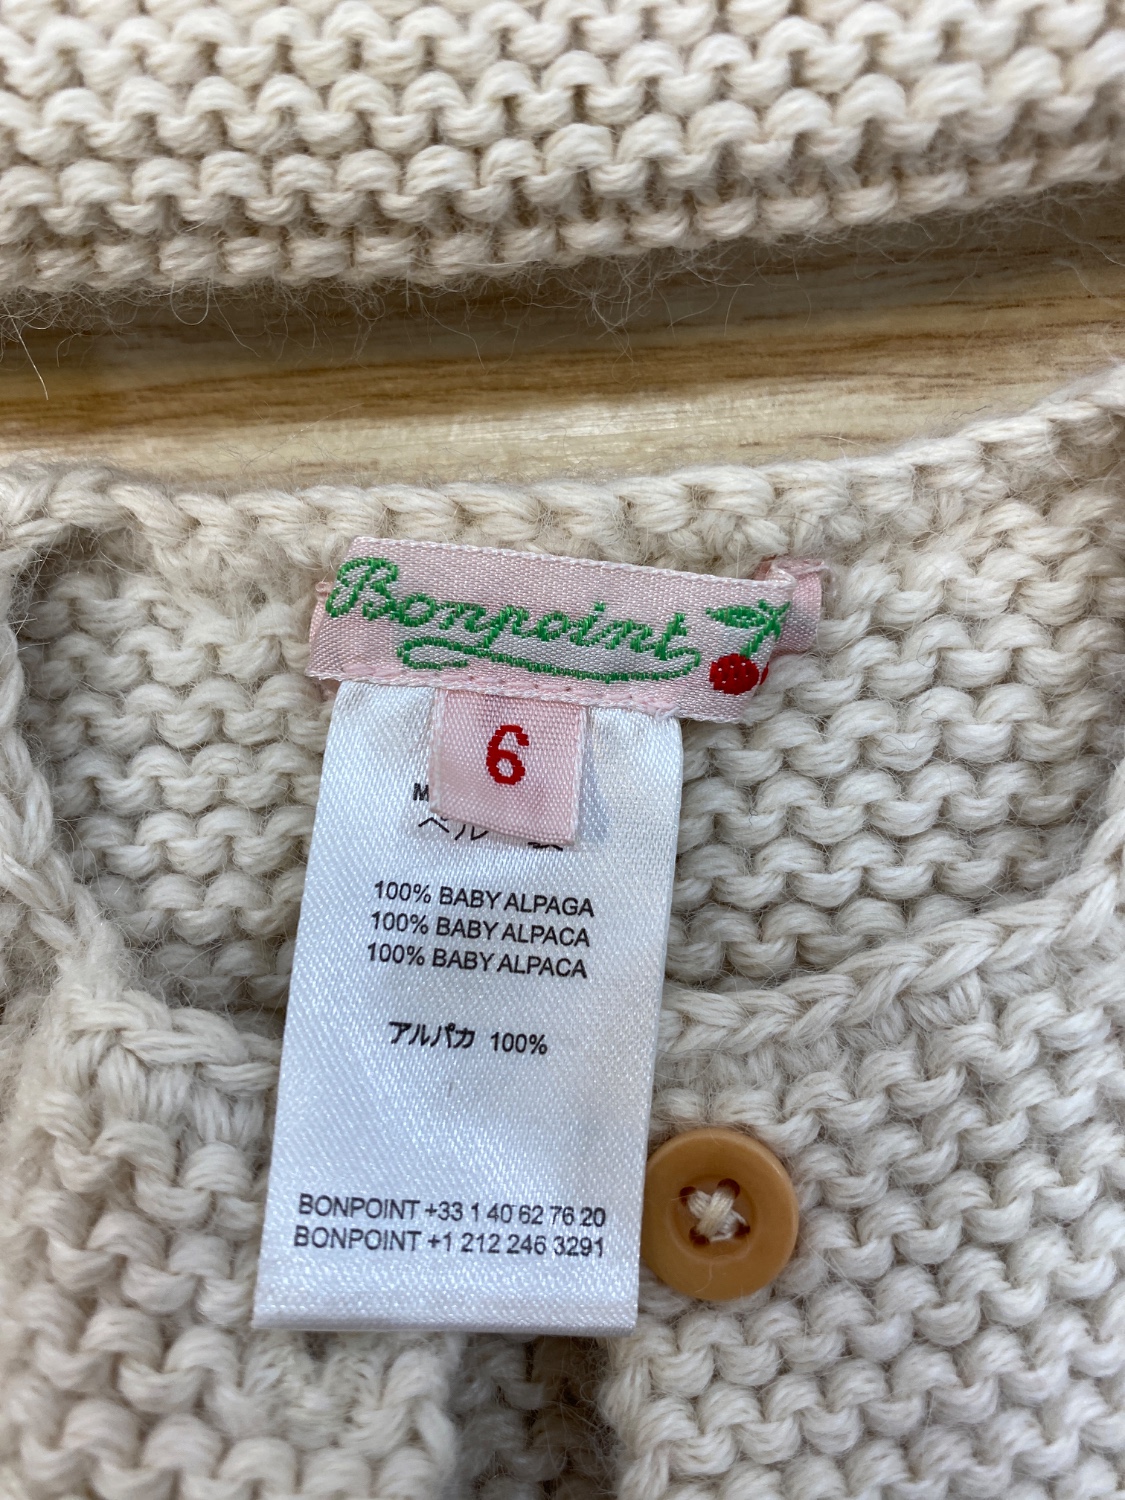 Bonpoint
6
100% BABY ALPAGA
100% BABY ALPACA
100% BABY ALPACA
アルパカ 100%
BONPOINT +33 1 40 62 76 20
BONPOINT +1 212 246 3291